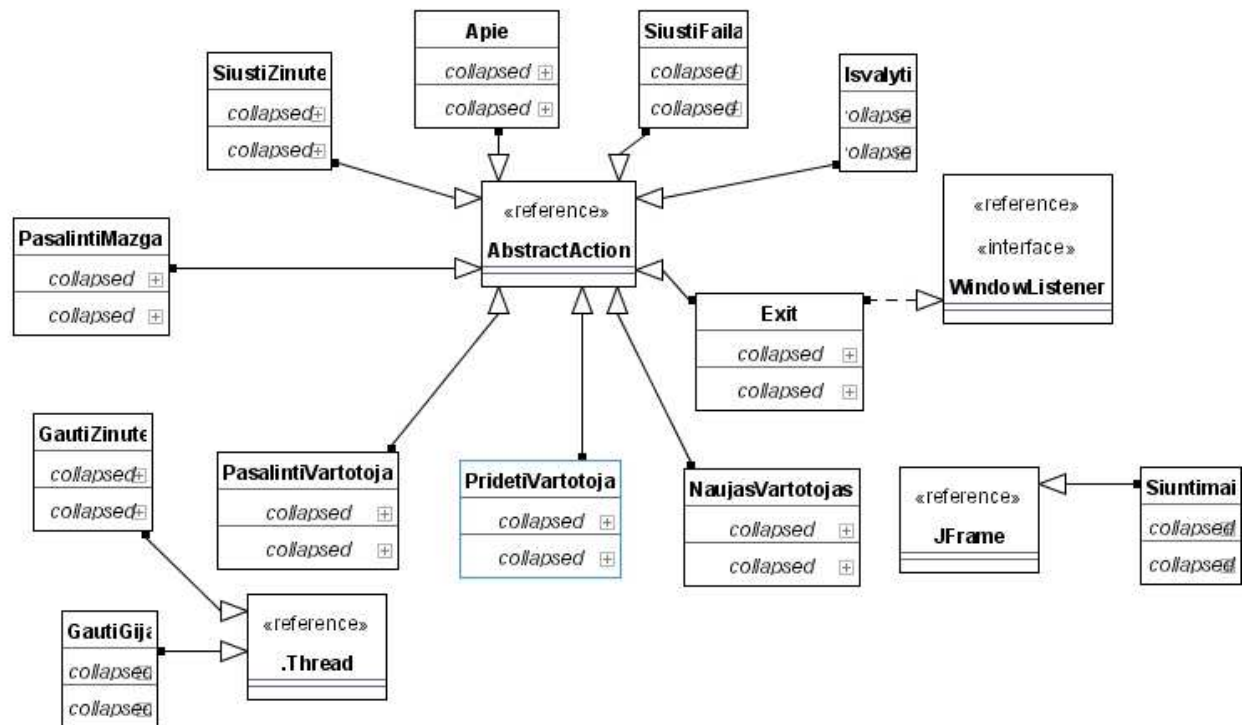 Apie
collapsed
collapsed
SiustiFaila
collapsed
collapsed
SiustiZinute
collapsed
collapsed
Isvalyti
collapse
collapse
«reference»
AbstractAction
«reference»
«interface»
WindowListener
PasalintiMazga
collapsed
collapsed
Exit
collapsed
collapsed
GautiZinute
collapsed
collapsed
PasalintiVartotoja
collapsed
collapsed
PridetiVartotoja
collapsed
collapsed
NaujasVartotojas
collapsed
collapsed
«reference»
JFrame
Siuntimai
collapsed
collapsed
«reference»
.Thread
GautiGija
collapsed
collapsed